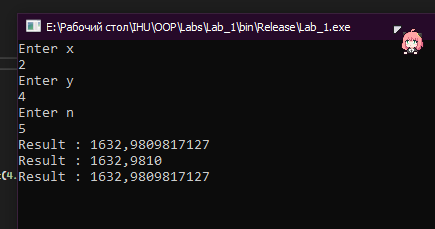 E:\Рабочий стол\IHU\OOP\Labs\Lab_1\bin\Release\Lab_1.exe
Enter x
2
Enter y
4
Enter n
5
Result : 1632,9809817127
Result : 1632,9810
Result : 1632,9809817127